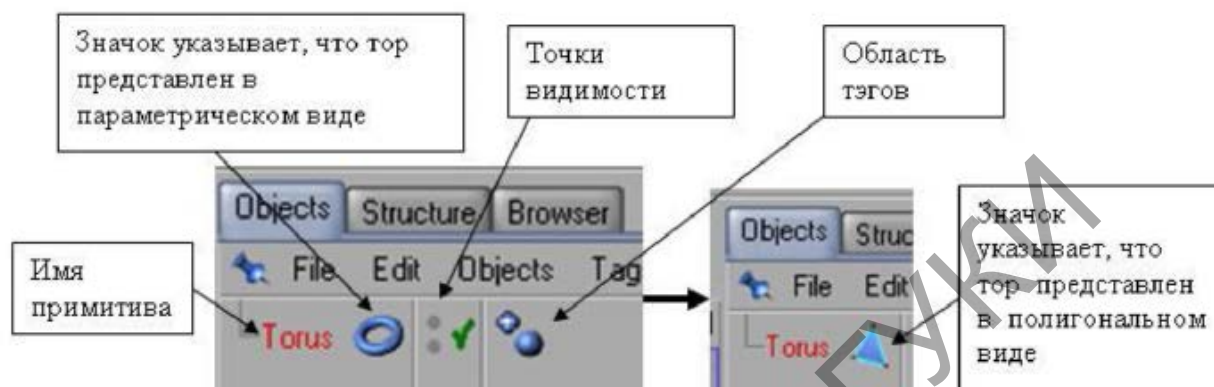 Значок указывает, что тор
представлен в
параметрическом виде
Точки
видимости
Область
тэгов
Имя
примитива
Objects Structure Browser
File Edit Objects Tag
Torus
Objects Struc
File Edit
Torus
Значок
указывает, что
тор представлен
в полигональном
виде
ГУКИ